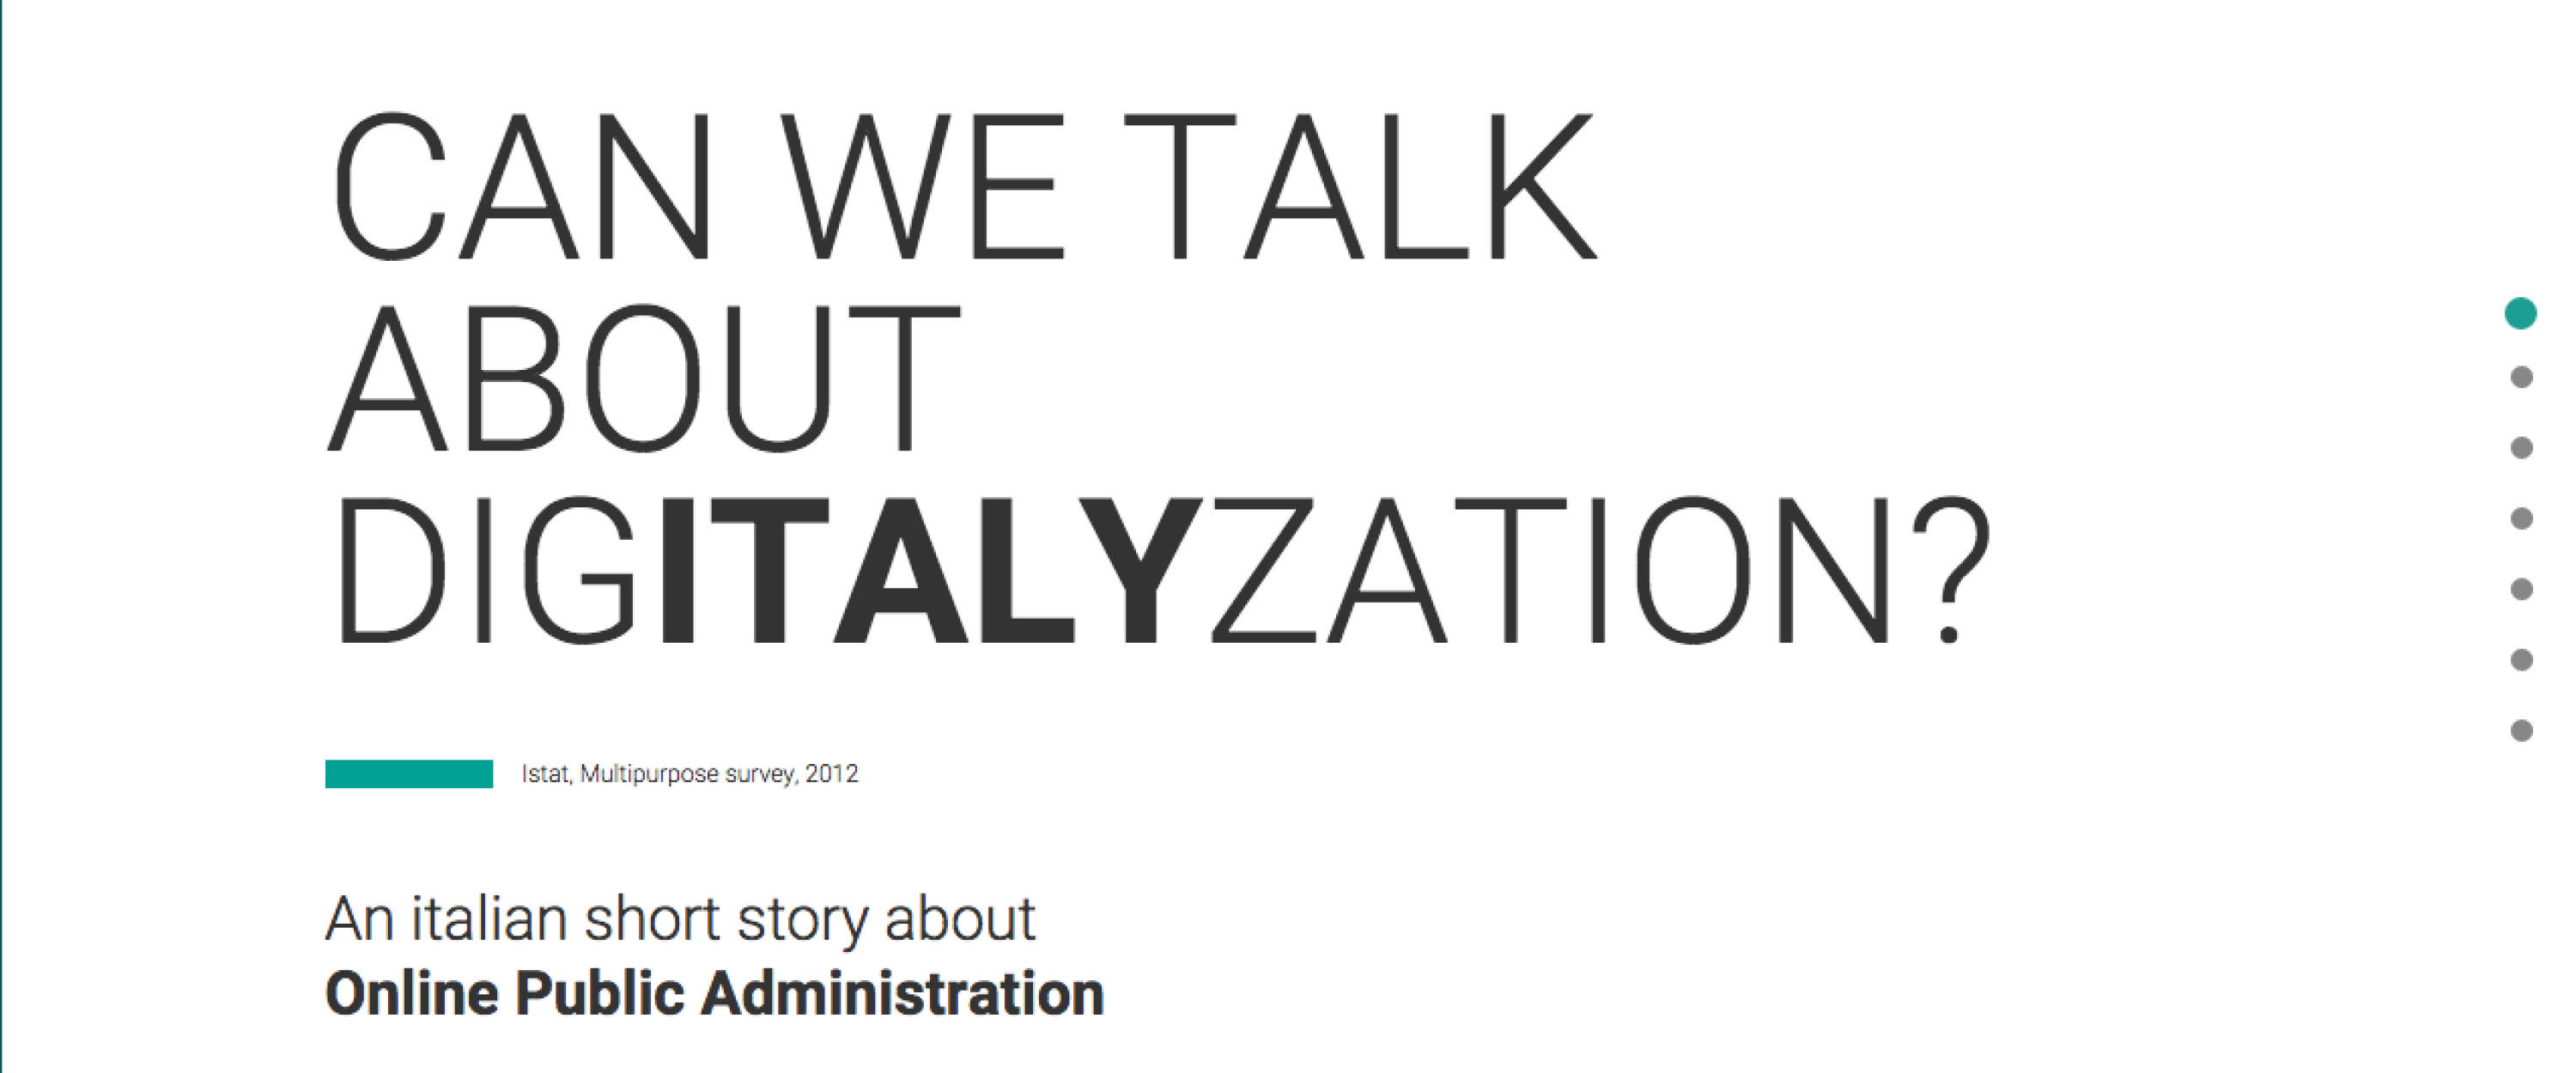 CAN WE TALK
ABOUT
DIGITALYZATION?
Istat, Multipurpose survey, 2012
An italian short story about
Online Public Administration